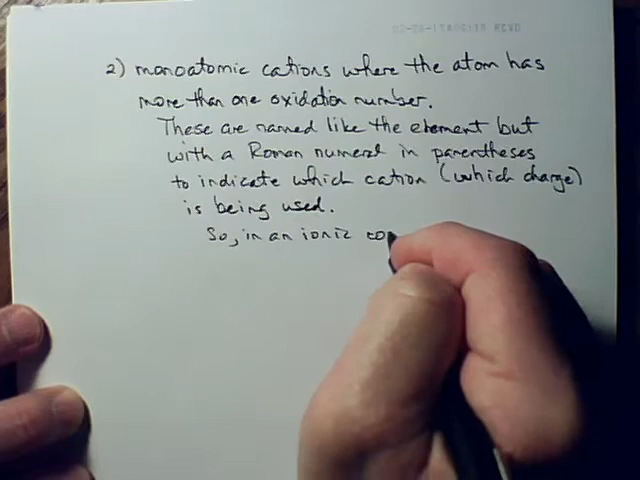 2) monoatomic cations where the atom has
more than one oxidation number.
These are named like the element but
with a Roman numeral in parentheses
to indicate which cation (which charge)
is being used.
So, in an ionic co